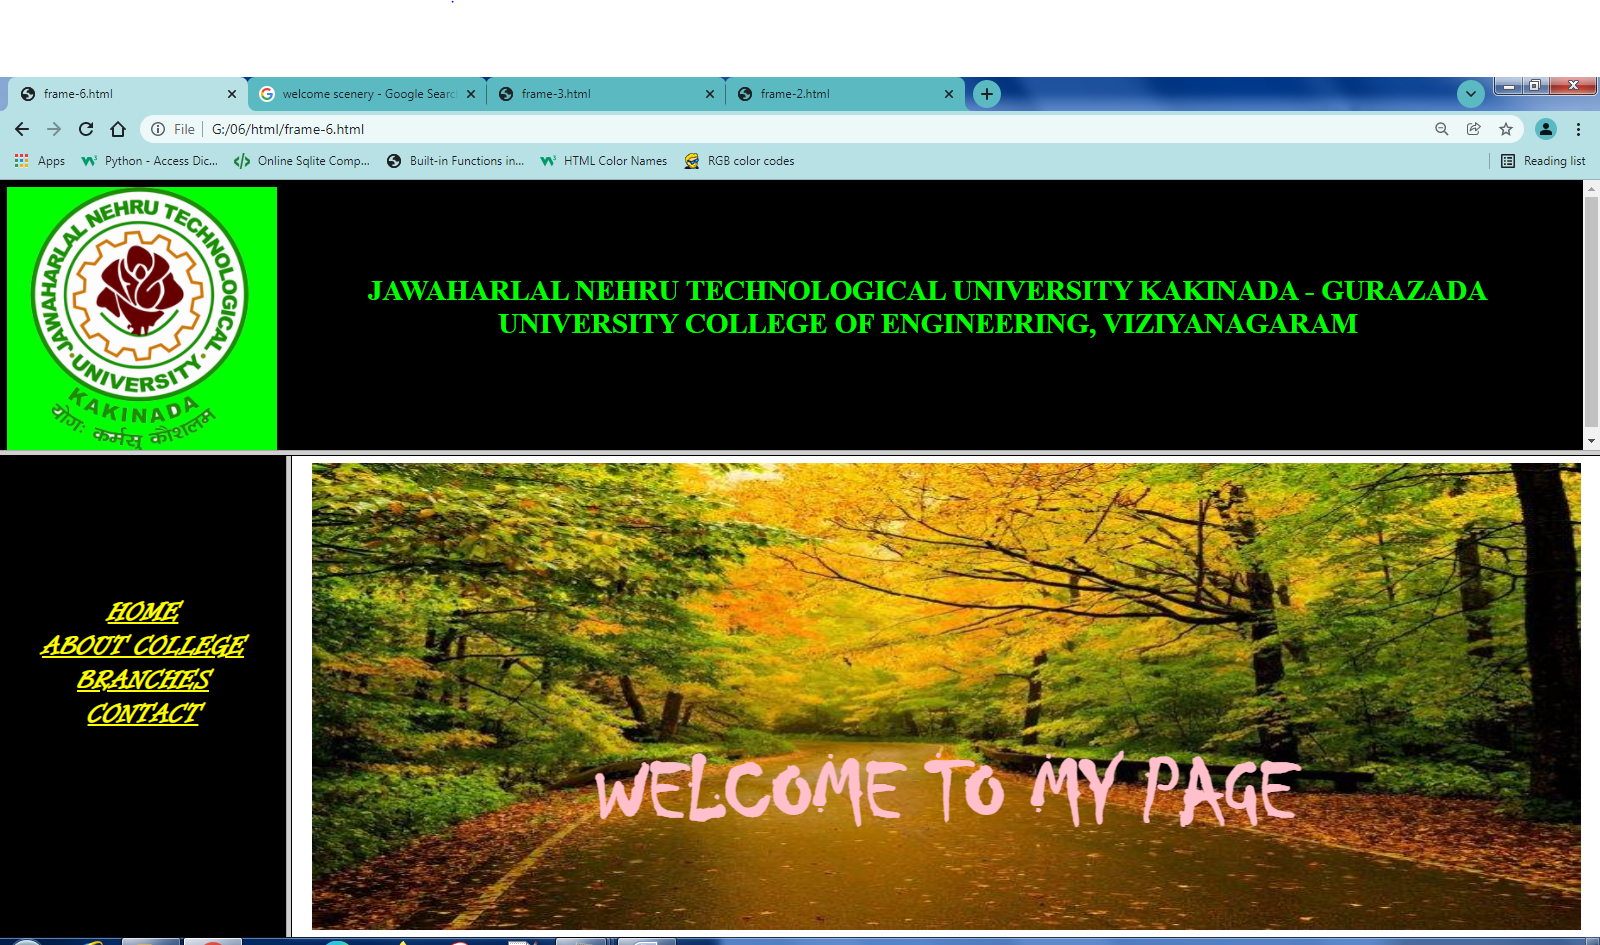 frame-6.html
welcome scenery - Google Searc
frame-3.html
frame-2.html
File
G:/06/html/frame-6.html
Apps
Python - Access Dic...
Online Sqlite Comp...
Built-in Functions in...
HTML Color Names
RGB color codes
Reading list
JAWAHARLAL NEHRU TECHNOLOGICAL
UNIVERSITY
KAKINADA
योगः कर्मसु कौशलम
JAWAHARLAL NEHRU TECHNOLOGICAL UNIVERSITY KAKINADA - GURAZADA
UNIVERSITY COLLEGE OF ENGINEERING, VIZIYANAGARAM
HOME
ABOUT COLLEGE
BRANCHES
CONTACT
WELCOME TO MY PAGE